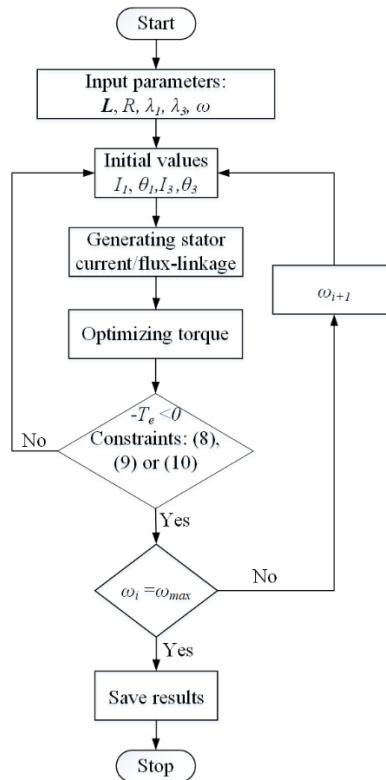 Start
Input parameters:
L, R, λ1, λ3, ω
Initial values
I1, θ1,I3,θ3
Generating stator
current/flux-linkage
ωi+1
Optimizing torque
-Te <0
No
Constraints: (8),
(9) or (10)
Yes
No
ωi =ωmax
Yes
Save results
Stop